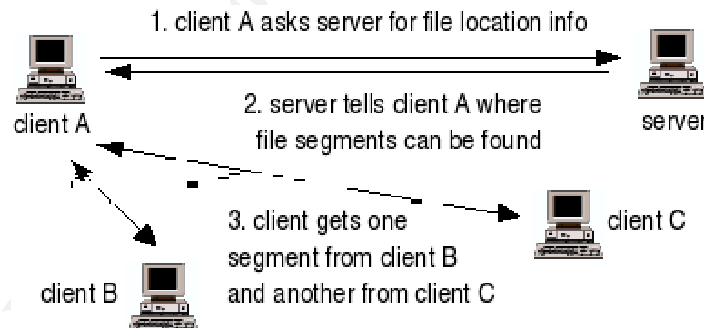 1. client A asks server for file location info
client A
2. server tells client A where
file segments can be found
server
3. client gets one
segment from client B
and another from client C
client C
client B